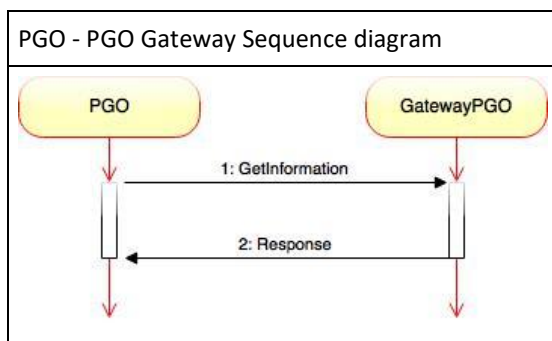 PGO - PGO Gateway Sequence diagram
PGO
GatewayPGO
1: GetInformation
2: Response